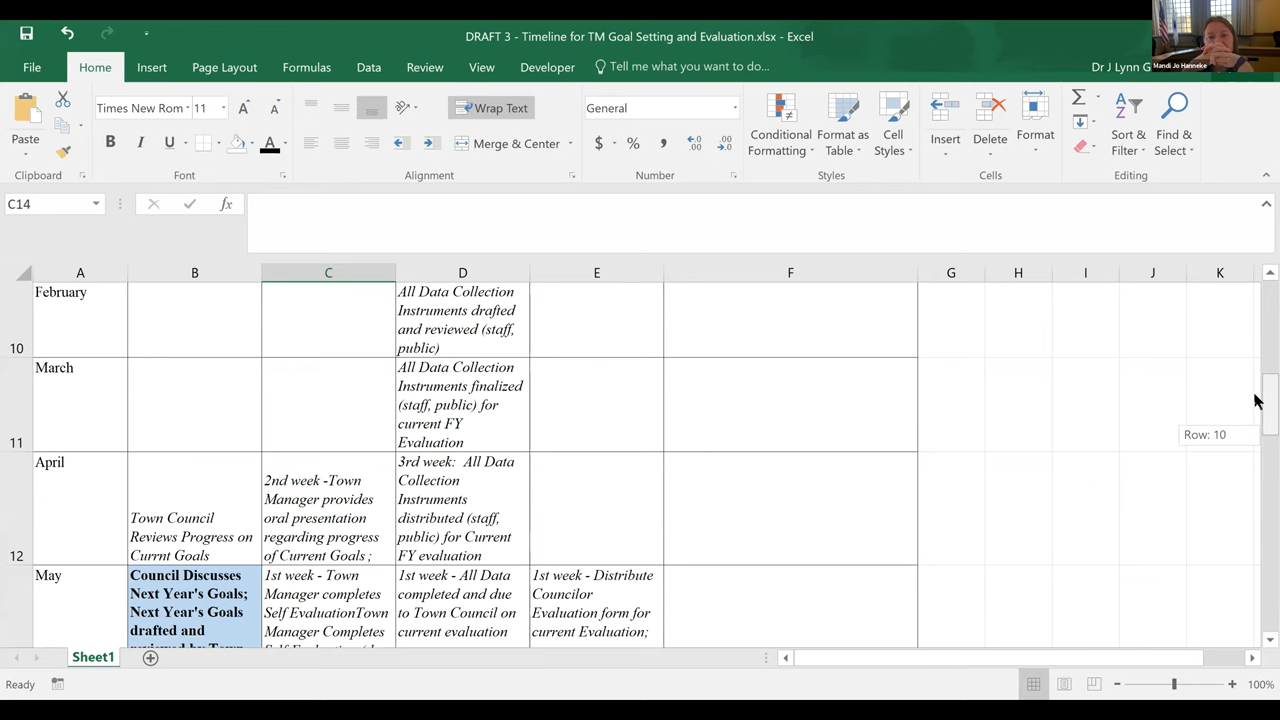 DRAFT 3 - Timeline for TM Goal Setting and Evaluation.xlsx - Excel
Mandi Jo Hanneke
File
Home
Insert
Page Layout
Formulas
Data
Review
View
Developer
Tell me what you want to do...
Dr J Lynn G
Paste
Clipboard
Times New Rom
11
B I U
Font
Wrap Text
Merge & Center
Alignment
General
$ % ,
Number
Conditional
Formatting
Format as
Table
Cell
Styles
Styles
Insert
Delete
Format
Cells
Sort &
Filter
Find &
Select
Editing
C14
fx
A B C D E F G H I J K
10
February
All Data Collection
Instruments drafted
and reviewed (staff,
public)
11
March
All Data Collection
Instruments finalized
(staff, public) for
current FY
Evaluation
Row: 10
12
April
Town Council
Reviews Progress on
Currnt Goals
2nd week -Town
Manager provides
oral presentation
regarding progress
of Current Goals ;
3rd week: All Data
Collection
Instruments
distributed (staff,
public) for Current
FY evaluation
May
Council Discusses
Next Year's Goals;
Next Year's Goals
drafted and
reviewed by Town
1st week - Town
Manager completes
Self EvaluationTown
Manager Completes
1st week - All Data
completed and due
to Town Council on
current evaluation
1st week - Distribute
Councilor
Evaluation form for
current Evaluation;
Sheet1
Ready
100%